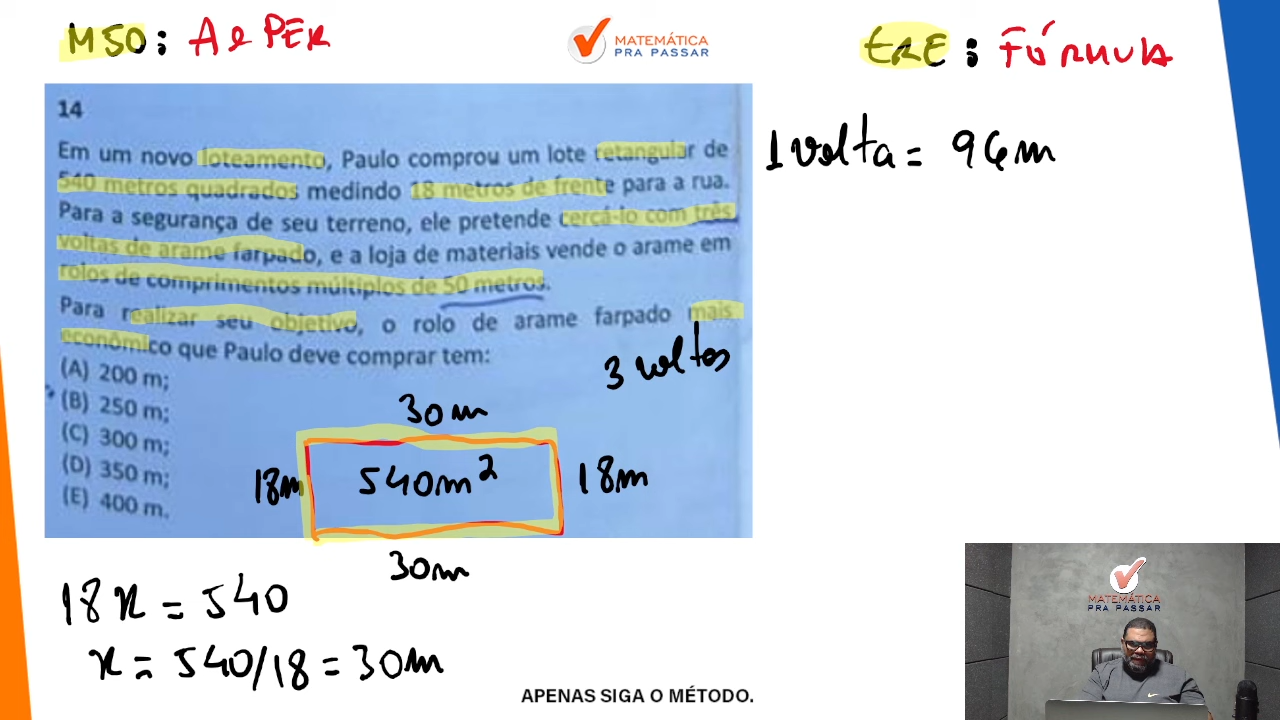 M50: A e PER
MATEMÁTICA
PRA PASSAR
tRE: FÓRMULA
14
Em um novo loteamento, Paulo comprou um lote retangular de
540 metros quadrados medindo 18 metros de frente para a rua.
Para a segurança de seu terreno, ele pretende cercá-lo com três
voltas de arame farpado, e a loja de materiais vende o arame em
rolos de comprimentos múltiplos de 50 metros.
Para realizar seu objetivo, o rolo de arame farpado mais
econômico que Paulo deve comprar tem:
(A) 200 m;
(B) 250 m;
(C) 300 m;
(D) 350 m;
(E) 400 m.
1 volta = 96m
3 voltas
30m
18m
540m²
18m
30m
18x = 540
x = 540/18 = 30m
MATEMÁTICA
PRA PASSAR
APENAS SIGA O MÉTODO.